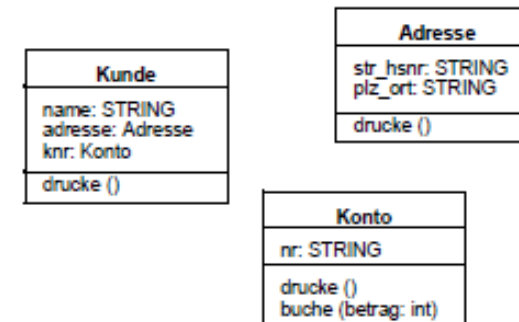 Kunde
name: STRING
adresse: Adresse
knr: Konto
drucke ()
Adresse
str_hsnr: STRING
plz_ort: STRING
drucke ()
Konto
nr: STRING
drucke ()
buche (betrag: int)